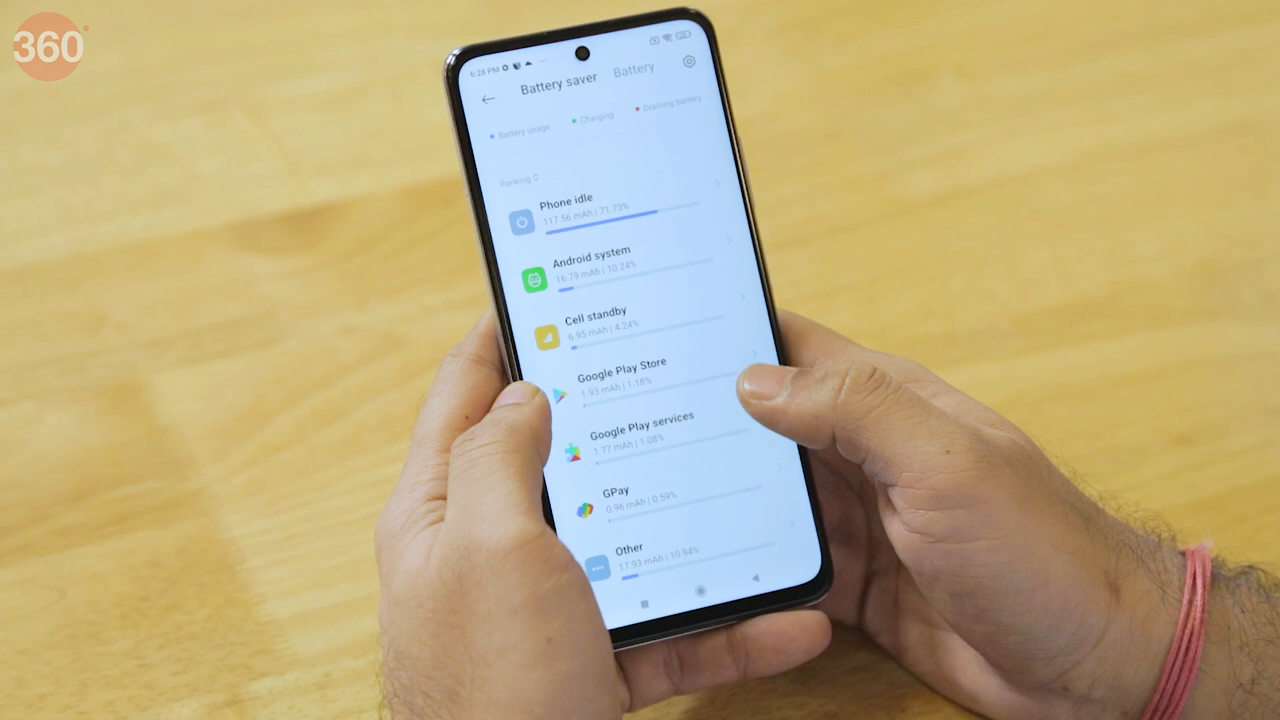 360
6:28 PM
Battery saver Battery
Battery usage Charging Draining battery
Ranking
Phone idle
117.56 mAh | 71.73%
Android system
16.79 mAh | 10.24%
Cell standby
6.95 mAh | 4.24%
Google Play Store
1.93 mAh | 1.18%
Google Play services
1.77 mAh | 1.08%
GPay
0.96 mAh | 0.59%
Other
17.93 mAh | 10.94%